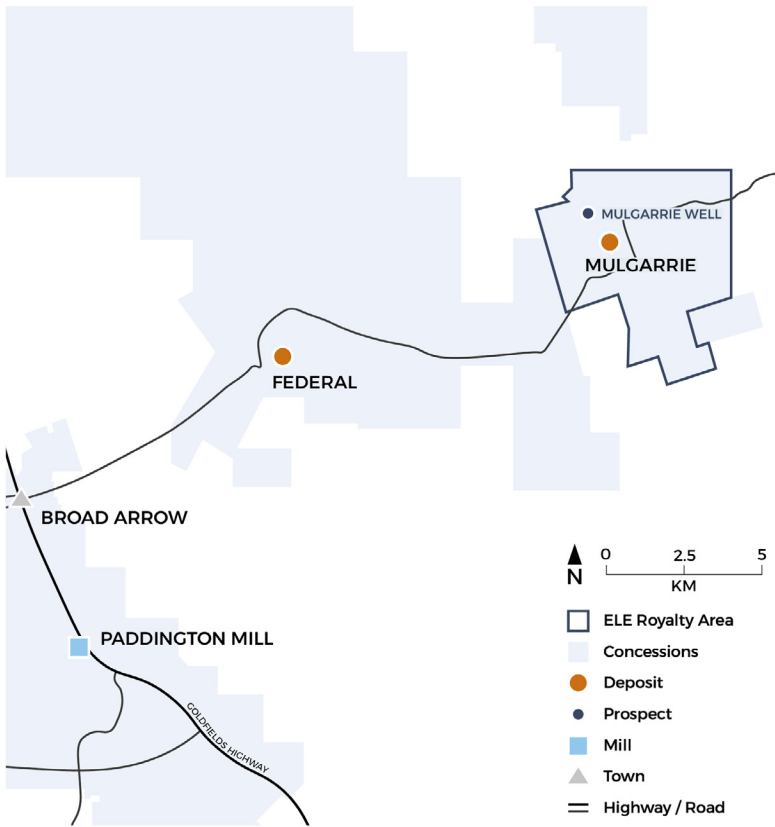 MULGARRIE WELL
MULGARRIE
FEDERAL
BROAD ARROW
PADDINGTON MILL
GOLDFIELDS HIGHWAY
N
0 2.5 5
KM
ELE Royalty Area
Concessions
Deposit
Prospect
Mill
Town
Highway / Road